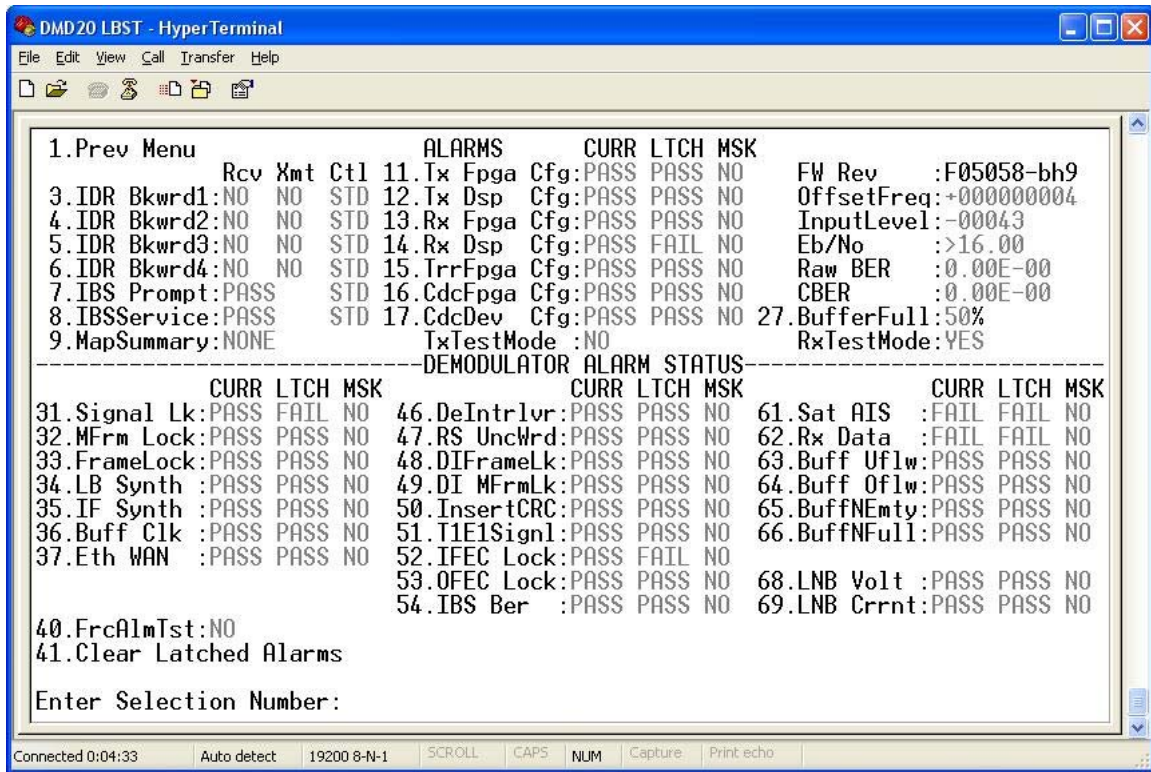 DMD20 LBST - HyperTerminal
File Edit View Call Transfer Help
1.Prev Menu ALARMS CURR LTCH MSK
Rcv Xmt Ctl 11.Tx Fpga Cfg:PASS PASS NO FW Rev :F05058-bh9
3.IDR Bkwrd1:NO NO STD 12.Tx Dsp Cfg:PASS PASS NO OffsetFreq:+000000004
4.IDR Bkwrd2:NO NO STD 13.Rx Fpga Cfg:PASS PASS NO InputLevel:-00043
5.IDR Bkwrd3:NO NO STD 14.Rx Dsp Cfg:PASS FAIL NO Eb/No :>16.00
6.IDR Bkwrd4:NO NO STD 15.TrrFpga Cfg:PASS PASS NO Raw BER :0.00E-00
7.IBS Prompt:PASS STD 16.CdcFpga Cfg:PASS PASS NO CBER :0.00E-00
8.IBSService:PASS STD 17.CdcDev Cfg:PASS PASS NO 27.BufferFull:50%
9.MapSummary:NONE TxTestMode :NO RxTestMode:YES
---------------------------DEMODULATOR ALARM STATUS---------------------------
CURR LTCH MSK CURR LTCH MSK CURR LTCH MSK
31.Signal Lk:PASS FAIL NO 46.DeIntrlvr:PASS PASS NO 61.Sat AIS :FAIL FAIL NO
32.MFrm Lock:PASS PASS NO 47.RS UncWrd:PASS PASS NO 62.Rx Data :FAIL FAIL NO
33.FrameLock:PASS PASS NO 48.DIFrameLk:PASS PASS NO 63.Buff Uflw:PASS PASS NO
34.LB Synth :PASS PASS NO 49.DI MFrmLk:PASS PASS NO 64.Buff Oflw:PASS PASS NO
35.IF Synth :PASS PASS NO 50.InsertCRC:PASS PASS NO 65.BuffNEmty:PASS PASS NO
36.Buff Clk :PASS PASS NO 51.T1E1Signl:PASS PASS NO 66.BuffNFull:PASS PASS NO
37.Eth WAN :PASS PASS NO 52.IFEC Lock:PASS FAIL NO
53.OFEC Lock:PASS PASS NO 68.LNB Volt :PASS PASS NO
54.IBS Ber :PASS PASS NO 69.LNB Crrnt:PASS PASS NO
40.FrcAlmTst:NO
41.Clear Latched Alarms
Enter Selection Number:
Connected 0:04:33 Auto detect 19200 8-N-1 SCROLL CAPS NUM Capture Print echo